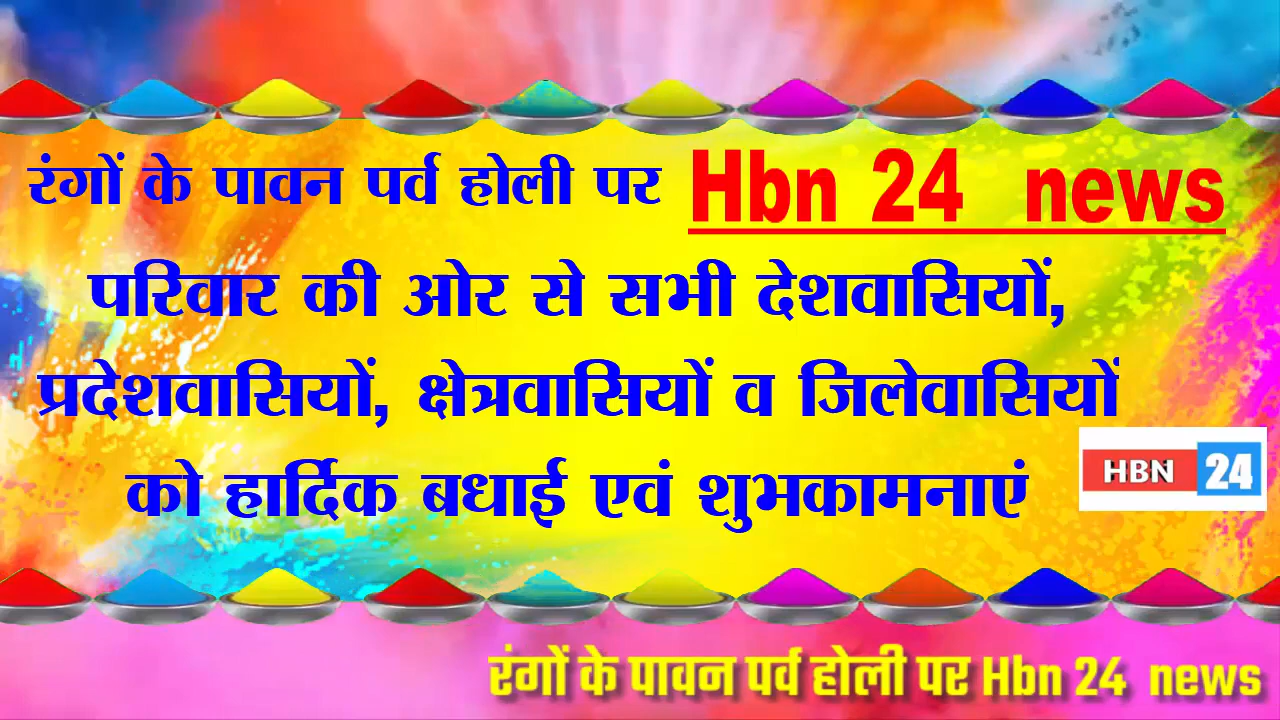 रंगों के पावन पर्व होली पर Hbn 24 news
परिवार की ओर से सभी देशवासियों,
प्रदेशवासियों, क्षेत्रवासियों व जिलेवासियों
को हार्दिक बधाई एवं शुभकामनाएं
HBN 24
रंगों के पावन पर्व होली पर Hbn 24 news